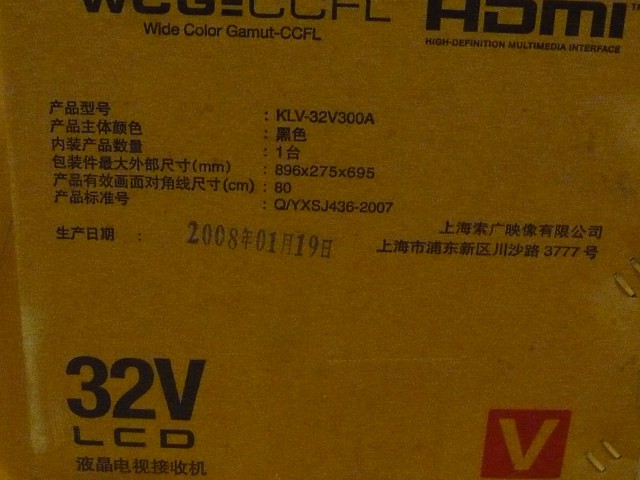 WCG-CCFL
Wide Color Gamut-CCFL
HDMI™
HIGH-DEFINITION MULTIMEDIA INTERFACE
产品型号 : KLV-32V300A
产品主体颜色 : 黑色
内装产品数量 : 1台
包装件最大外部尺寸(mm) : 896x275x695
产品有效画面对角线尺寸(cm) : 80
产品标准号 : Q/YXSJ436-2007
生产日期 : 2008年01月19日
上海索广映像有限公司
上海市浦东新区川沙路 3777 号
32V
LCD
液晶电视接收机
V